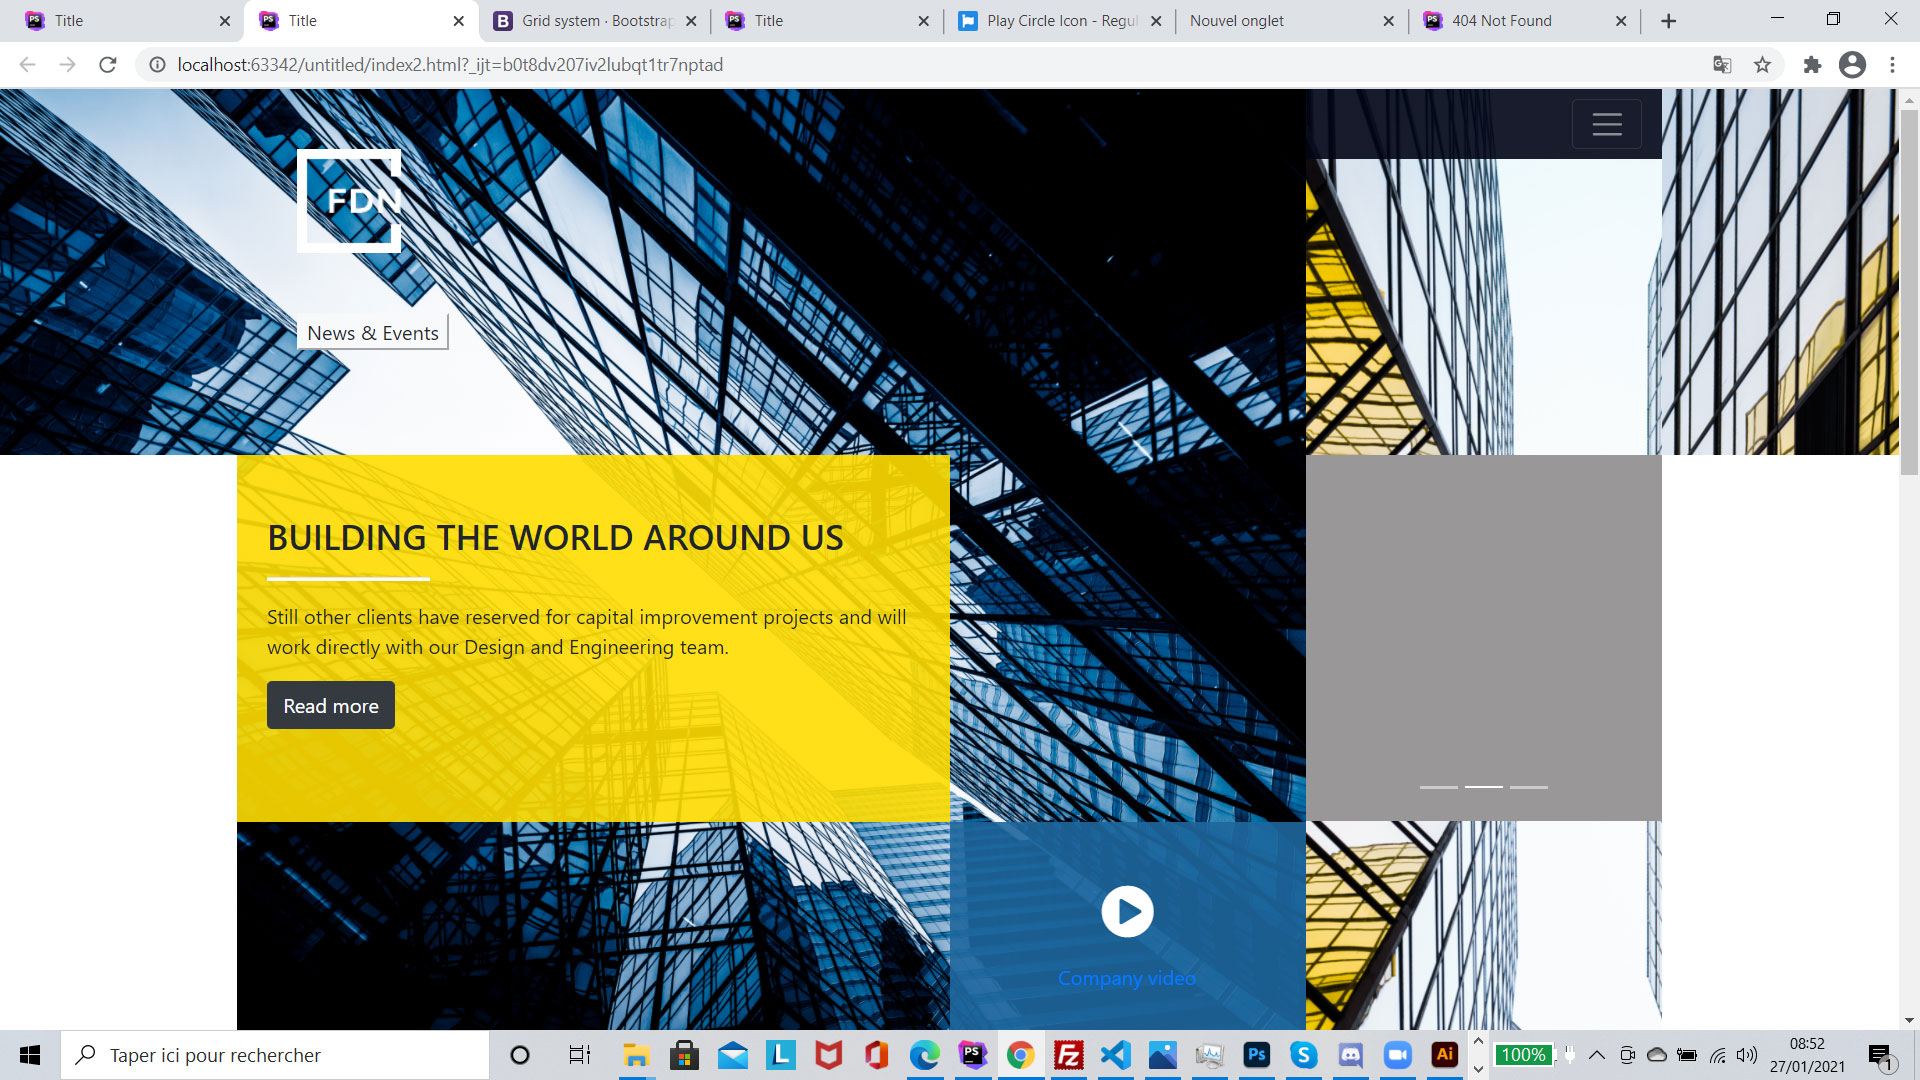 Title
Title
Grid system · Bootstrap
Title
Play Circle Icon - Regul
Nouvel onglet
404 Not Found
localhost:63342/untitled/index2.html?_ijt=b0t8dv207iv2lubqt1tr7nptad
FDN
News & Events
BUILDING THE WORLD AROUND US
Still other clients have reserved for capital improvement projects and will
work directly with our Design and Engineering team.
Read more
Company video
Taper ici pour rechercher
100%
08:52
27/01/2021
1